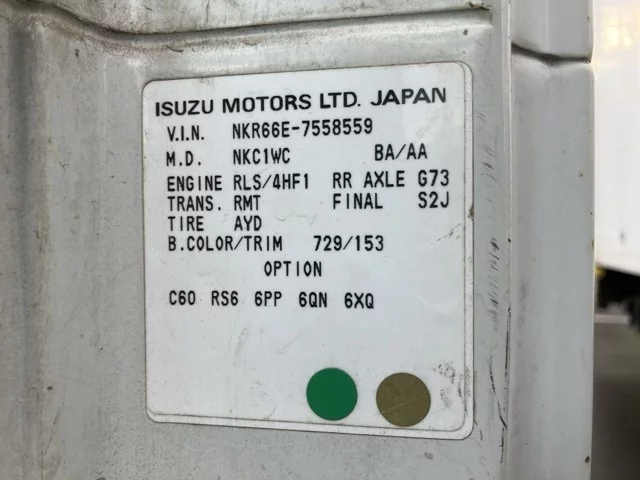 ISUZU MOTORS LTD. JAPAN
V.I.N. NKR66E-7558559
M.D. NKC1WC BA/AA
ENGINE RLS/4HF1 RR AXLE G73
TRANS. RMT FINAL S2J
TIRE AYD
B.COLOR/TRIM 729/153
OPTION
C60 RS6 6PP 6QN 6XQ